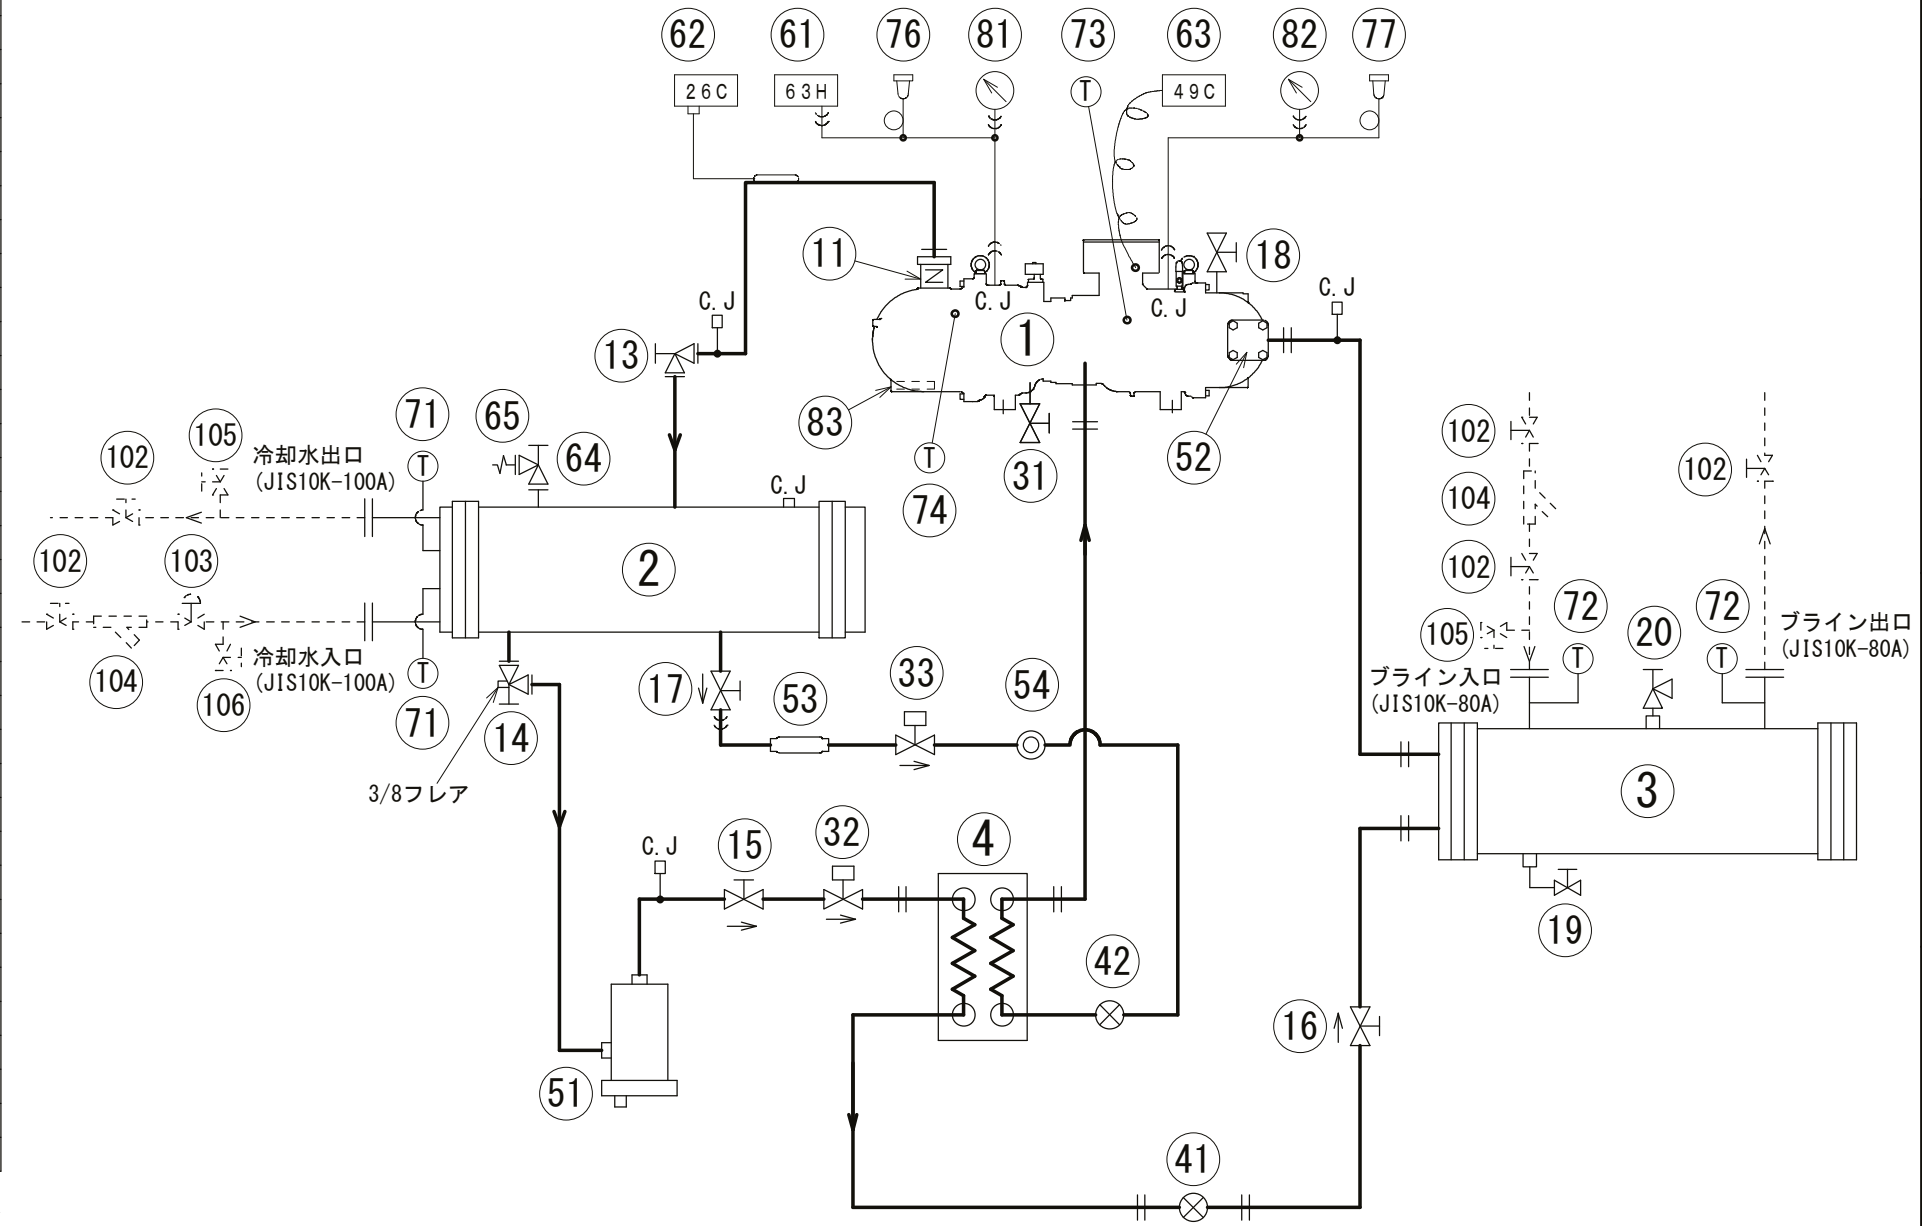 62 61 76 81 73 63 82 77
26C 63H T 49C
11 18
C.J C.J C.J C.J
13 1
71 65 83 52
105 冷却水出口 64 102
102 (JIS10K-100A) T T 31 102
C.J 74 104
102 103 2 102
72 20 72
105 ブライン出口
(JIS10K-80A)
T T
104 冷却水入口
(JIS10K-100A)
T 17 33 54 ブライン入口
(JIS10K-80A)
106 71 14 53
3/8フレア 3
C.J 15 32 4
19
42
16
51
41